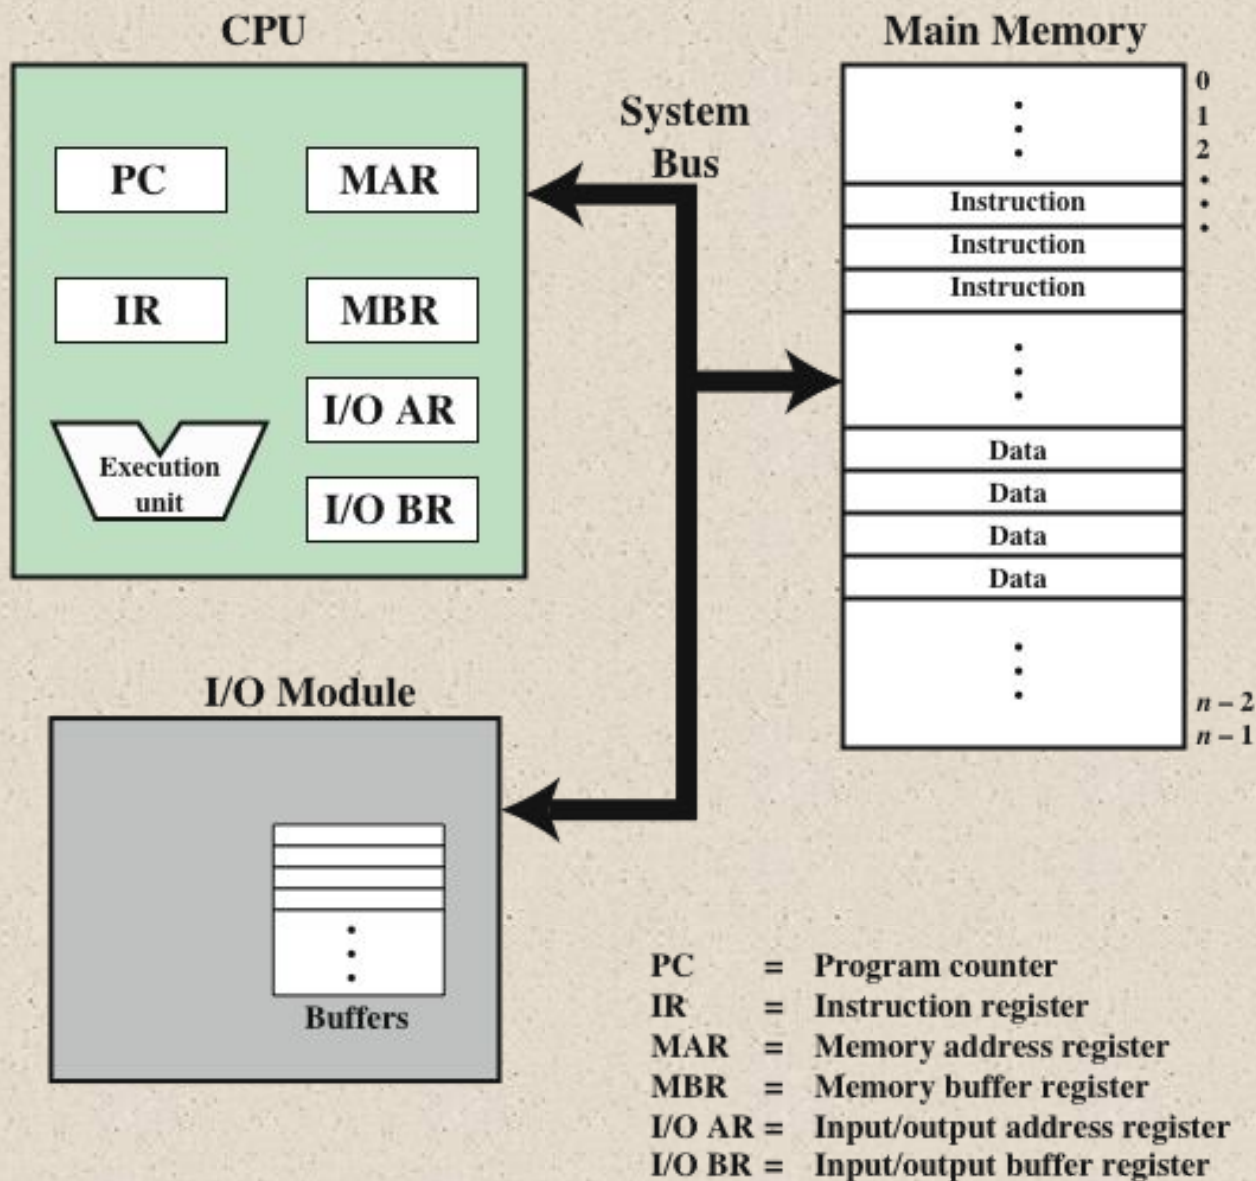 CPU
PC
MAR
IR
MBR
I/O AR
Execution
unit
I/O BR
System
Bus
Main Memory
0
1
2
Instruction
Instruction
Instruction
Data
Data
Data
Data
n – 2
n – 1
I/O Module
Buffers
PC = Program counter
IR = Instruction register
MAR = Memory address register
MBR = Memory buffer register
I/O AR = Input/output address register
I/O BR = Input/output buffer register